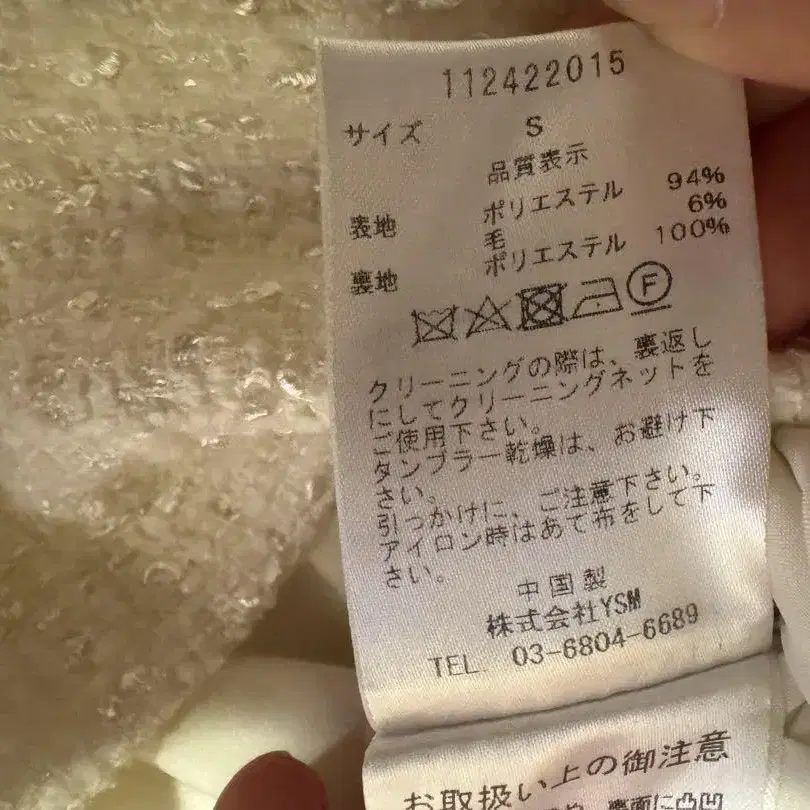 112422015
サイズ S
品質表示
表地 ポリエステル 94%
毛 6%
裏地 ポリエステル 100%
F
クリーニングの際は、裏返し
にしてクリーニングネットを
ご使用下さい。
タンブラー乾燥は、お避け下
さい。
引っかけに、ご注意下さい。
アイロン時はあて布をして下
さい。
中国製
株式会社YSM
TEL 03-6804-6689
お取扱い上の御注意
表面に凸凹